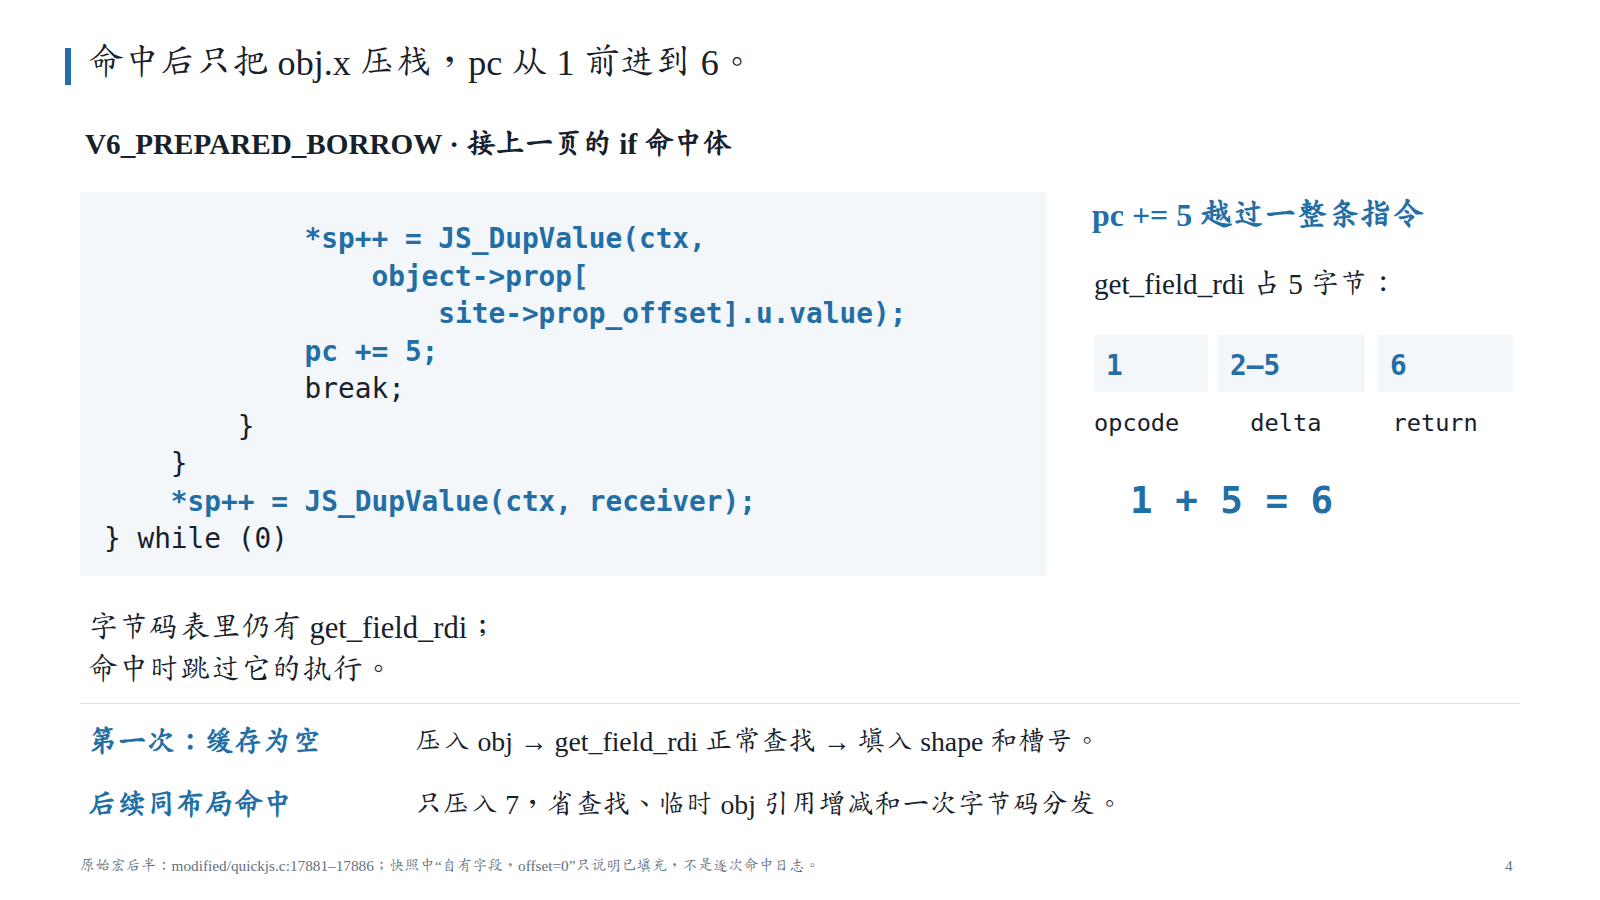 命中后只把 obj.x 压栈，pc 从 1 前进到 6。
V6_PREPARED_BORROW · 接上一页的 if 命中体
*sp++ = JS_DupValue(ctx,
object->prop[
site->prop_offset].u.value);
pc += 5;
break;
}
}
*sp++ = JS_DupValue(ctx, receiver);
} while (0)
pc += 5 越过一整条指令
get_field_rdi 占 5 字节：
1 2–5 6
opcode delta return
1 + 5 = 6
字节码表里仍有 get_field_rdi；
命中时跳过它的执行。
第一次：缓存为空 压入 obj → get_field_rdi 正常查找 → 填入 shape 和槽号。
后续同布局命中 只压入 7，省查找、临时 obj 引用增减和一次字节码分发。
原始宏后半：modified/quickjs.c:17881–17886；快照中“自有字段，offset=0”只说明已填充，不是逐次命中日志。 4